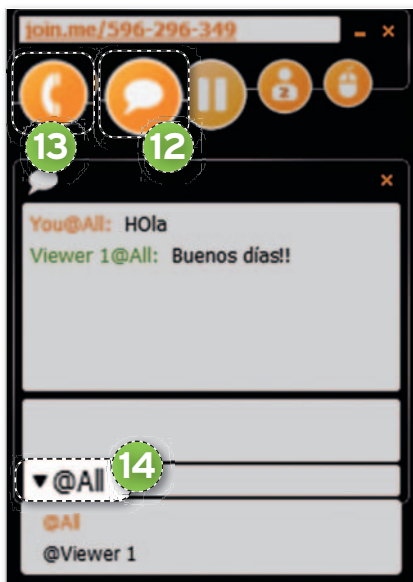 join.me/596-296-349
2
13
12
You@All: HOla
Viewer 1@All: Buenos días!!
14
@All
@All
@Viewer 1